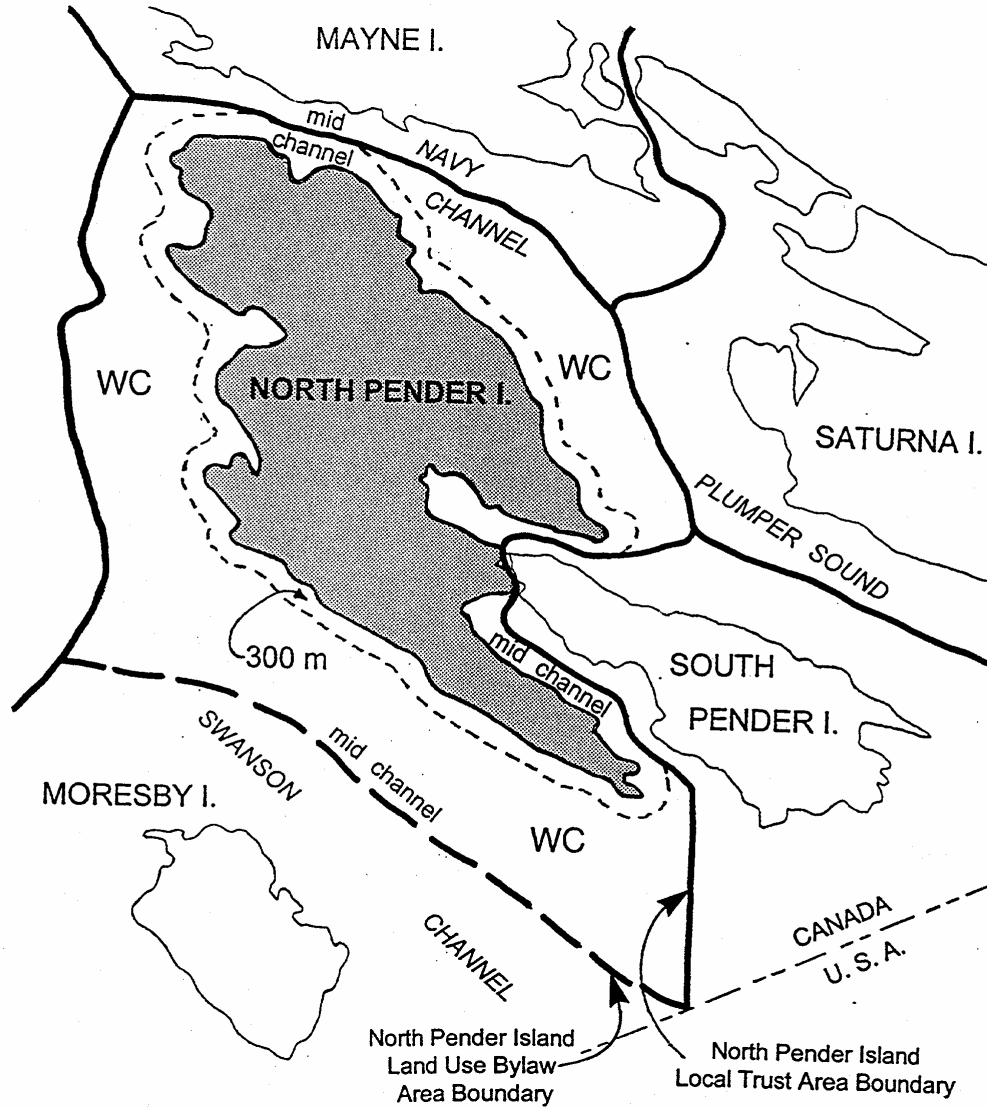 MAYNE I.
mid
channel
NAVY
CHANNEL
WC
WC
NORTH PENDER I.
SATURNA I.
PLUMPER SOUND
300 m
mid channel
SOUTH
PENDER I.
SWANSON
mid channel
MORESBY I.
WC
CHANNEL
CANADA
U. S. A.
North Pender Island
Land Use Bylaw
Area Boundary
North Pender Island
Local Trust Area Boundary